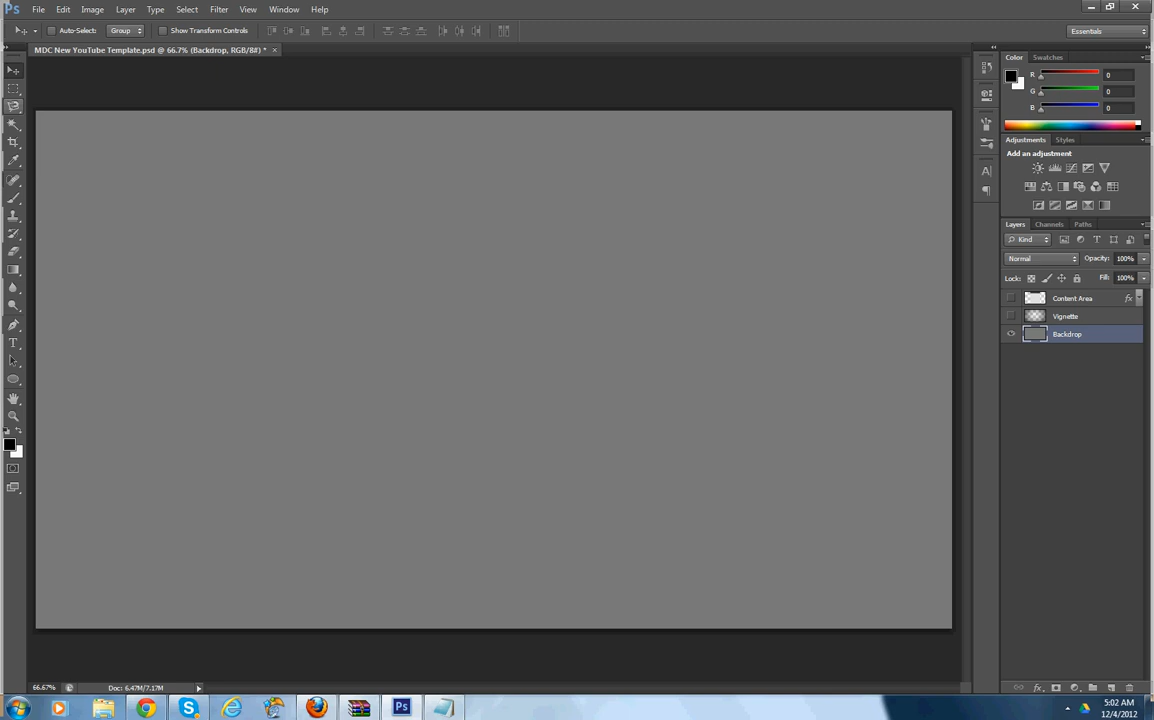 Ps File Edit Image Layer Type Select Filter View Window Help
Auto-Select: Group Show Transform Controls Essentials
MDC New YouTube Template.psd @ 66.7% (Backdrop, RGB/8#) * ×
Color Swatches
R 0
G 0
B 0
Adjustments Styles
Add an adjustment
Layers Channels Paths
Kind
Normal Opacity: 100%
Lock: Fill: 100%
Content Area fx
Vignette
Backdrop
66.67% Doc: 6.47M/7.17M
5:02 AM
12/4/2012